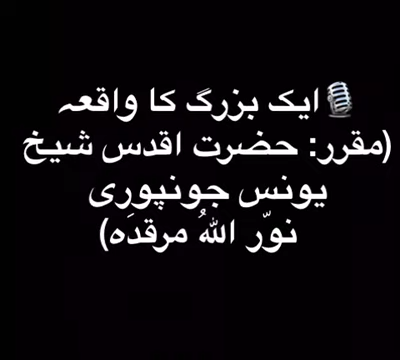 🎙️ایک بزرگ کا واقعہ
(مقرر: حضرت اقدس شیخ
یونس جونپوری
نوّر اللہُ مرقدَہ)